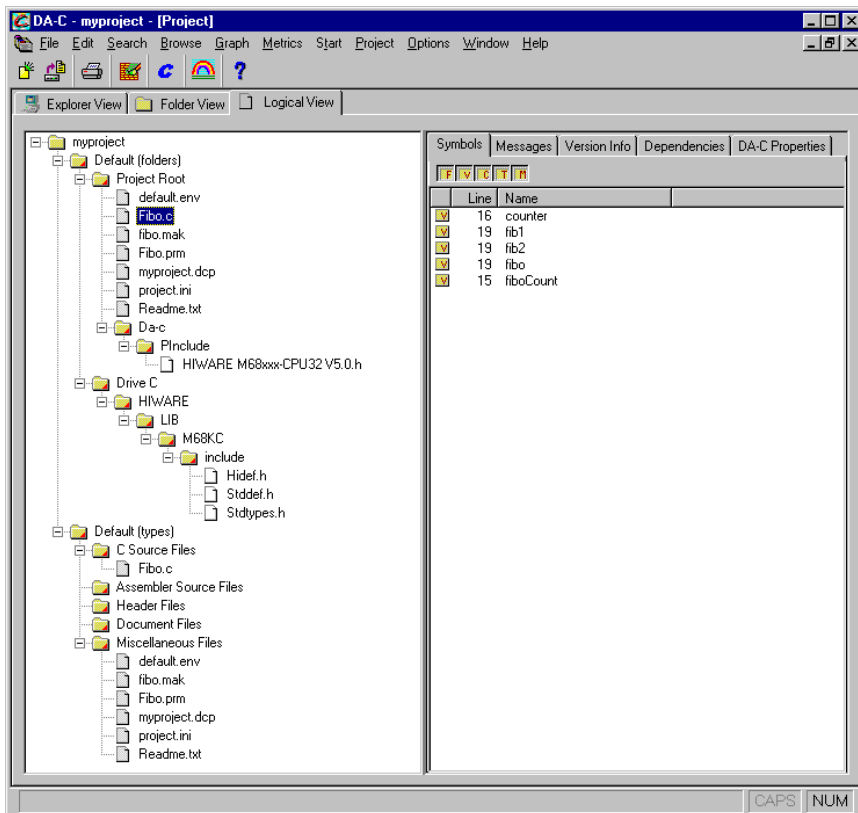 DA-C - myproject - [Project]
File Edit Search Browse Graph Metrics Start Project Options Window Help
C ?
Explorer View Folder View Logical View
myproject
Default (folders)
Project Root
default.env
Fibo.c
fibo.mak
Fibo.prm
myproject.dcp
project.ini
Readme.txt
Da-c
PInclude
HIWARE M68xxx-CPU32 V5.0.h
Drive C
HIWARE
LIB
M68KC
include
Hidef.h
Stddef.h
Stdtypes.h
Default (types)
C Source Files
Fibo.c
Assembler Source Files
Header Files
Document Files
Miscellaneous Files
default.env
fibo.mak
Fibo.prm
myproject.dcp
project.ini
Readme.txt
Symbols Messages Version Info Dependencies DA-C Properties
F V C T M
Line Name
V 16 counter
V 19 fib1
V 19 fib2
V 19 fibo
V 15 fiboCount
CAPS NUM